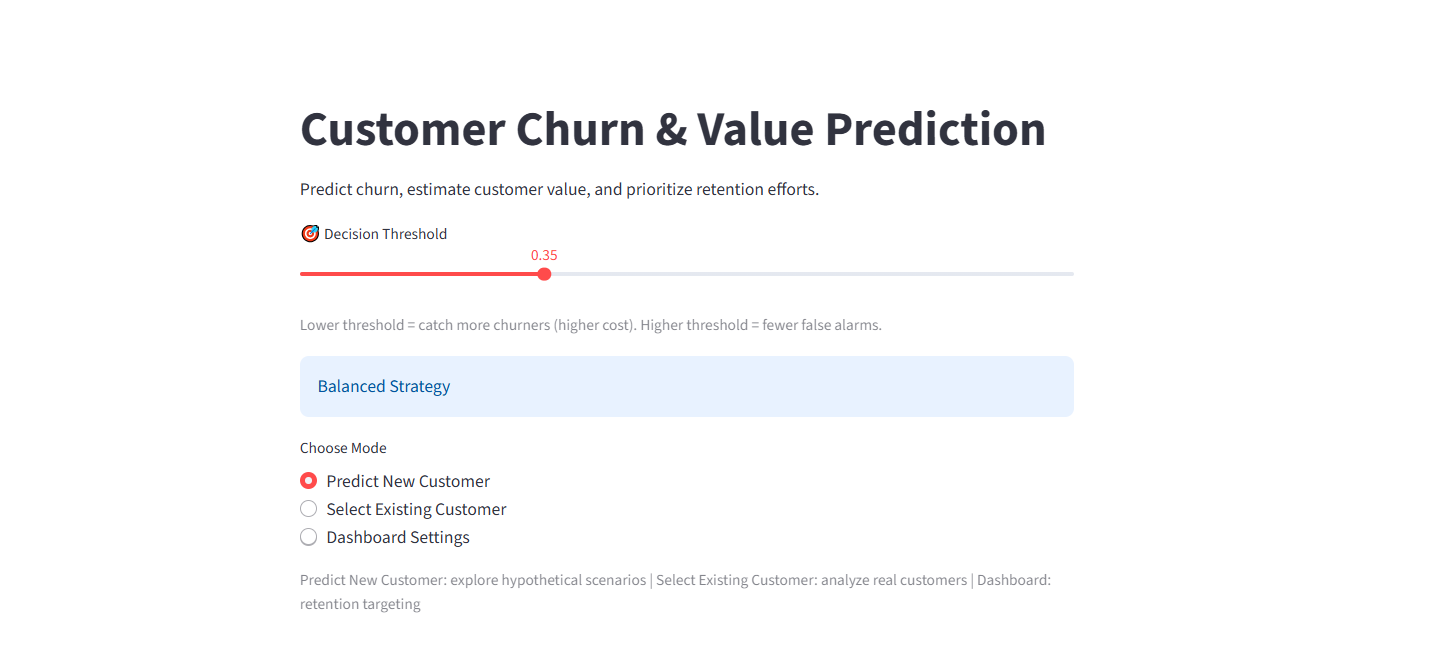 Customer Churn & Value Prediction
Predict churn, estimate customer value, and prioritize retention efforts.
🎯 Decision Threshold
0.35
Lower threshold = catch more churners (higher cost). Higher threshold = fewer false alarms.
Balanced Strategy
Choose Mode
Predict New Customer
Select Existing Customer
Dashboard Settings
Predict New Customer: explore hypothetical scenarios | Select Existing Customer: analyze real customers | Dashboard:
retention targeting